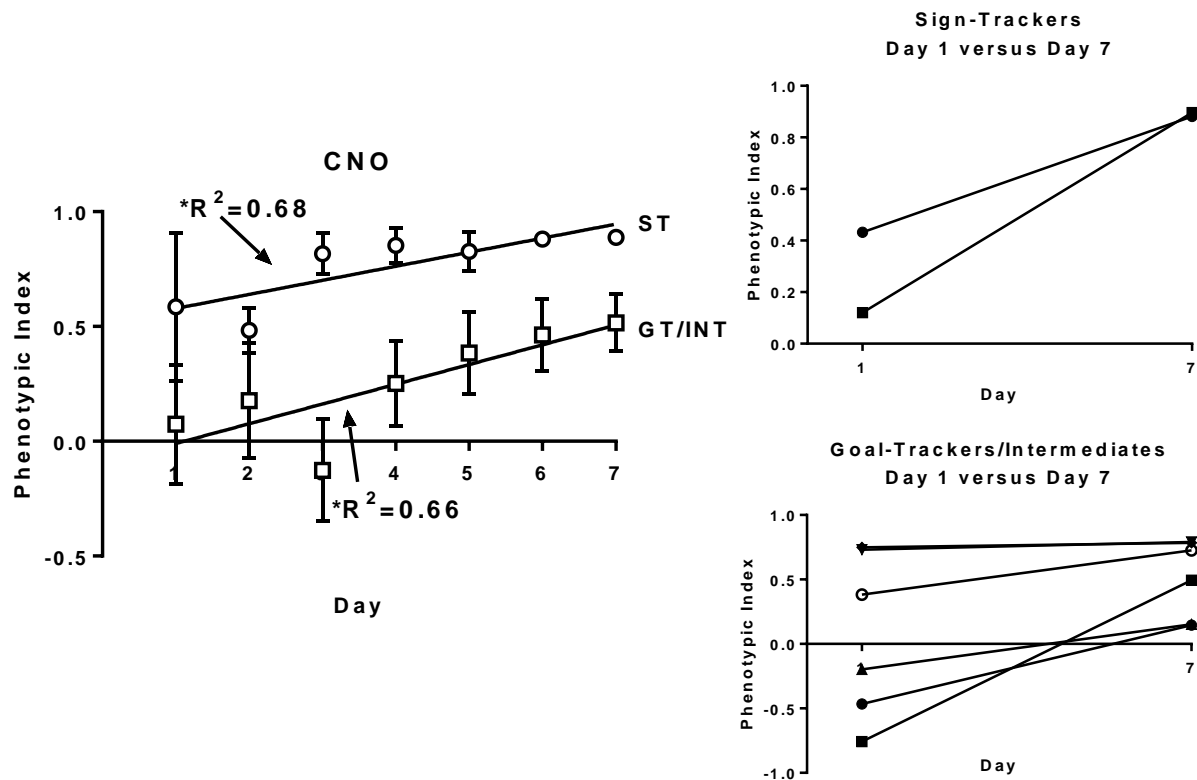 CNO
*R²=0.68
ST
GT/INT
*R²=0.66
1.0
0.5
0.0
-0.5
1 2 4 5 6 7
Phenotypic Index
Day
Sign-Trackers
Day 1 versus Day 7
1.0
0.8
0.6
0.4
0.2
0.0
1 7
Phenotypic Index
Day
Goal-Trackers/Intermediates
Day 1 versus Day 7
1.0
0.5
0.0
-0.5
-1.0
7
Phenotypic Index
Day